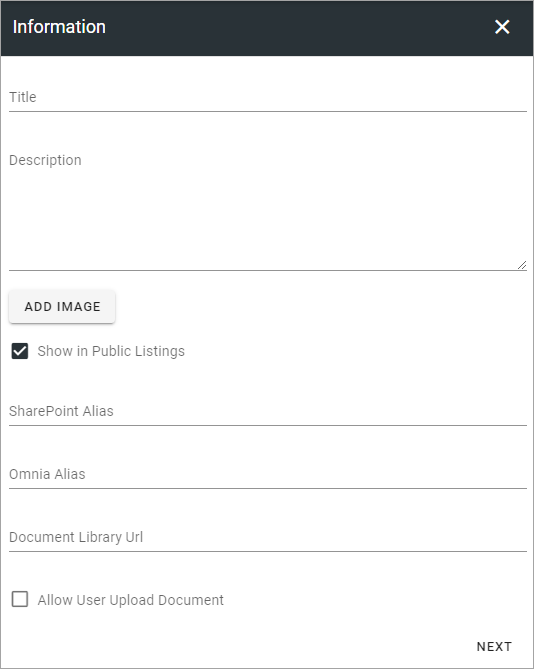 Information
Title
Description
ADD IMAGE
Show in Public Listings
SharePoint Alias
Omnia Alias
Document Library Url
Allow User Upload Document
NEXT